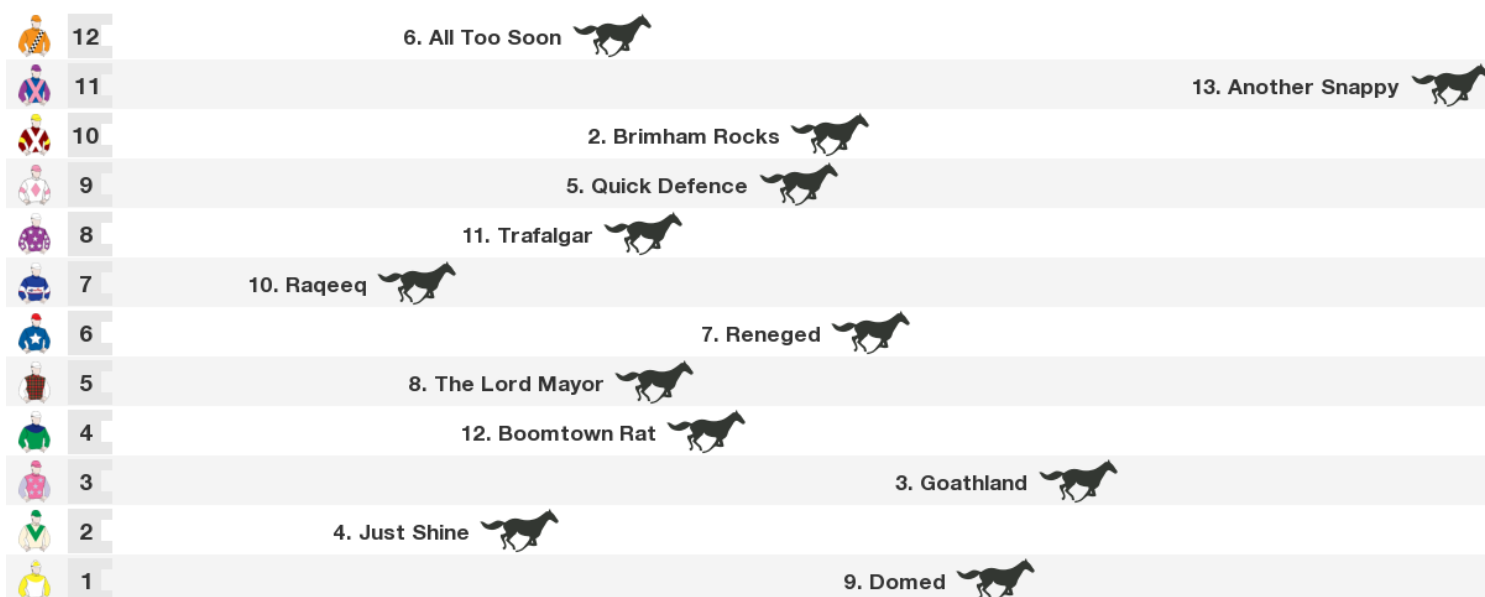 12 6. All Too Soon
11 13. Another Snappy
10 2. Brimham Rocks
9 5. Quick Defence
8 11. Trafalgar
7 10. Raqeeq
6 7. Reneged
5 8. The Lord Mayor
4 12. Boomtown Rat
3 3. Goathland
2 4. Just Shine
1 9. Domed